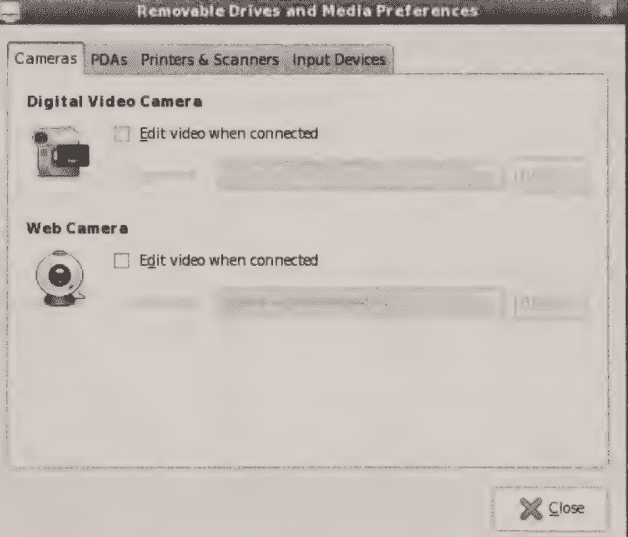 Removable Drives and Media Preferences
Cameras PDAs Printers & Scanners Input Devices
Digital Video Camera
Edit video when connected
Web Camera
Edit video when connected
Close